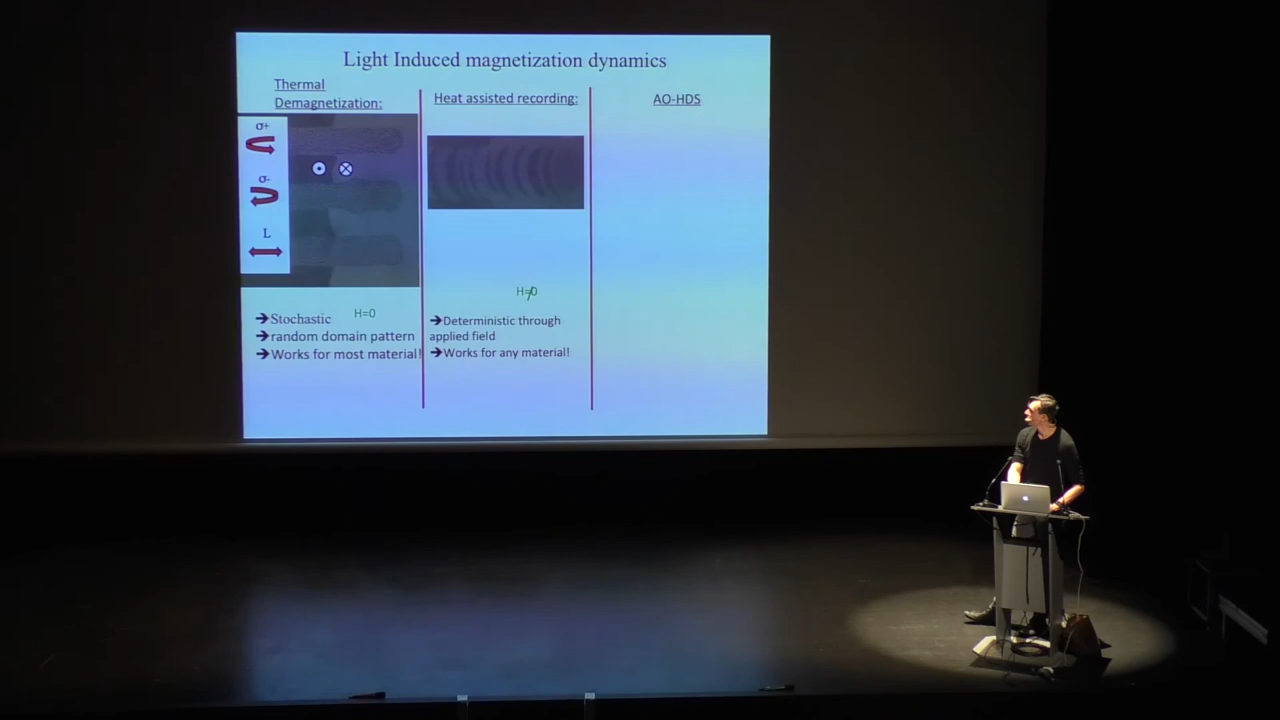 Light Induced magnetization dynamics
Thermal
Demagnetization:
σ+
σ-
L
H=0
➔Stochastic
➔random domain pattern
➔Works for most material!
Heat assisted recording:
H≠0
➔Deterministic through
applied field
➔Works for any material!
AO-HDS